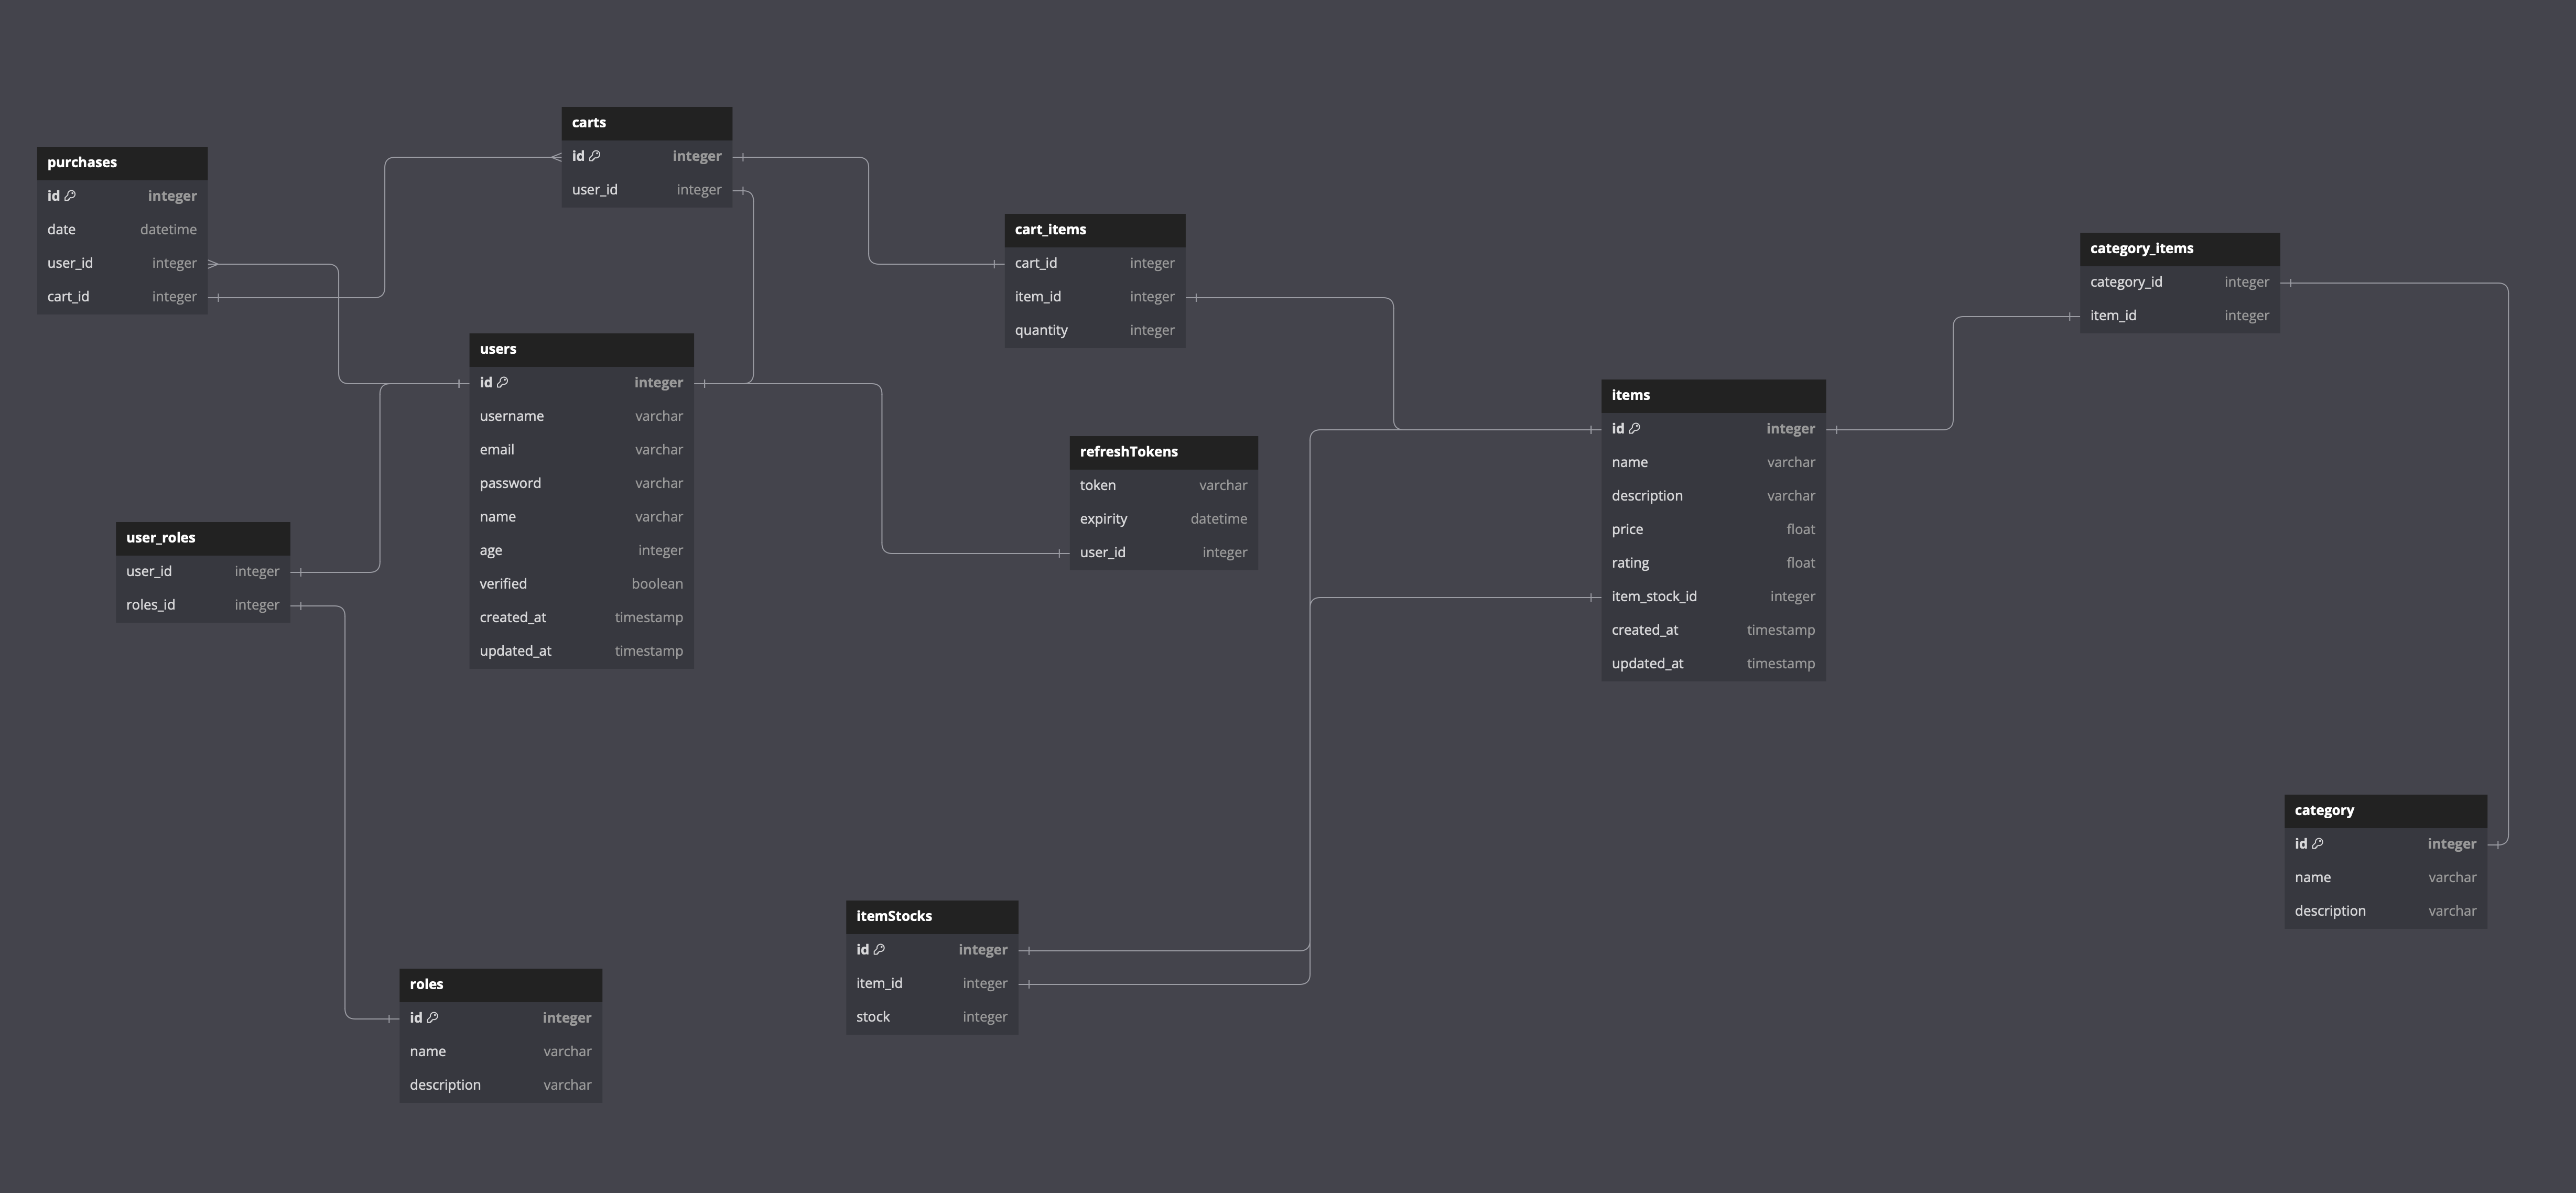 carts
id integer
user_id integer
purchases
id integer
date datetime
user_id integer
cart_id integer
cart_items
cart_id integer
item_id integer
quantity integer
category_items
category_id integer
item_id integer
users
id integer
username varchar
email varchar
password varchar
name varchar
age integer
verified boolean
created_at timestamp
updated_at timestamp
items
id integer
name varchar
description varchar
price float
rating float
item_stock_id integer
created_at timestamp
updated_at timestamp
refreshTokens
token varchar
expirity datetime
user_id integer
user_roles
user_id integer
roles_id integer
category
id integer
name varchar
description varchar
itemStocks
id integer
item_id integer
stock integer
roles
id integer
name varchar
description varchar